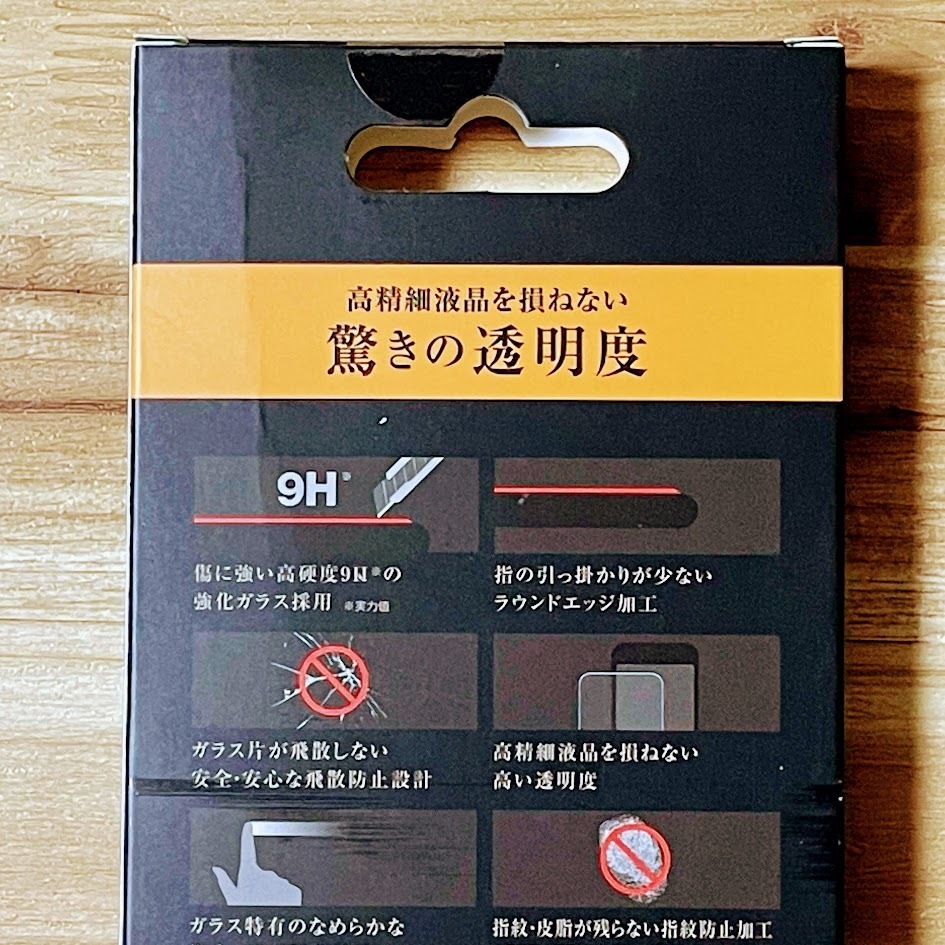 高精細液晶を損ねない
驚きの透明度
9H※
傷に強い高硬度9H※の
強化ガラス採用 ※実力値
指の引っ掛かりが少ない
ラウンドエッジ加工
ガラス片が飛散しない
安全・安心な飛散防止設計
高精細液晶を損ねない
高い透明度
ガラス特有のなめらかな
指紋・皮脂が残らない指紋防止加工